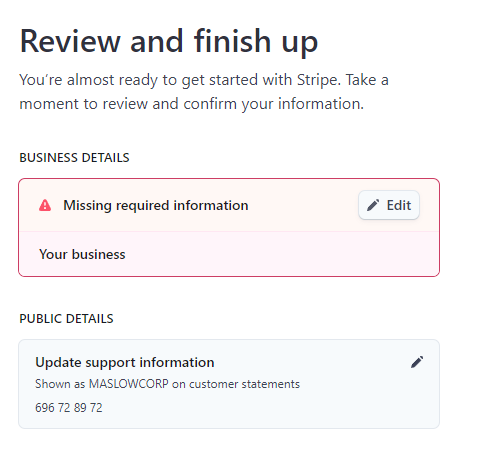 Review and finish up
You’re almost ready to get started with Stripe. Take a
moment to review and confirm your information.
BUSINESS DETAILS
Missing required information
Edit
Your business
PUBLIC DETAILS
Update support information
Shown as MASLOWCORP on customer statements
696 72 89 72